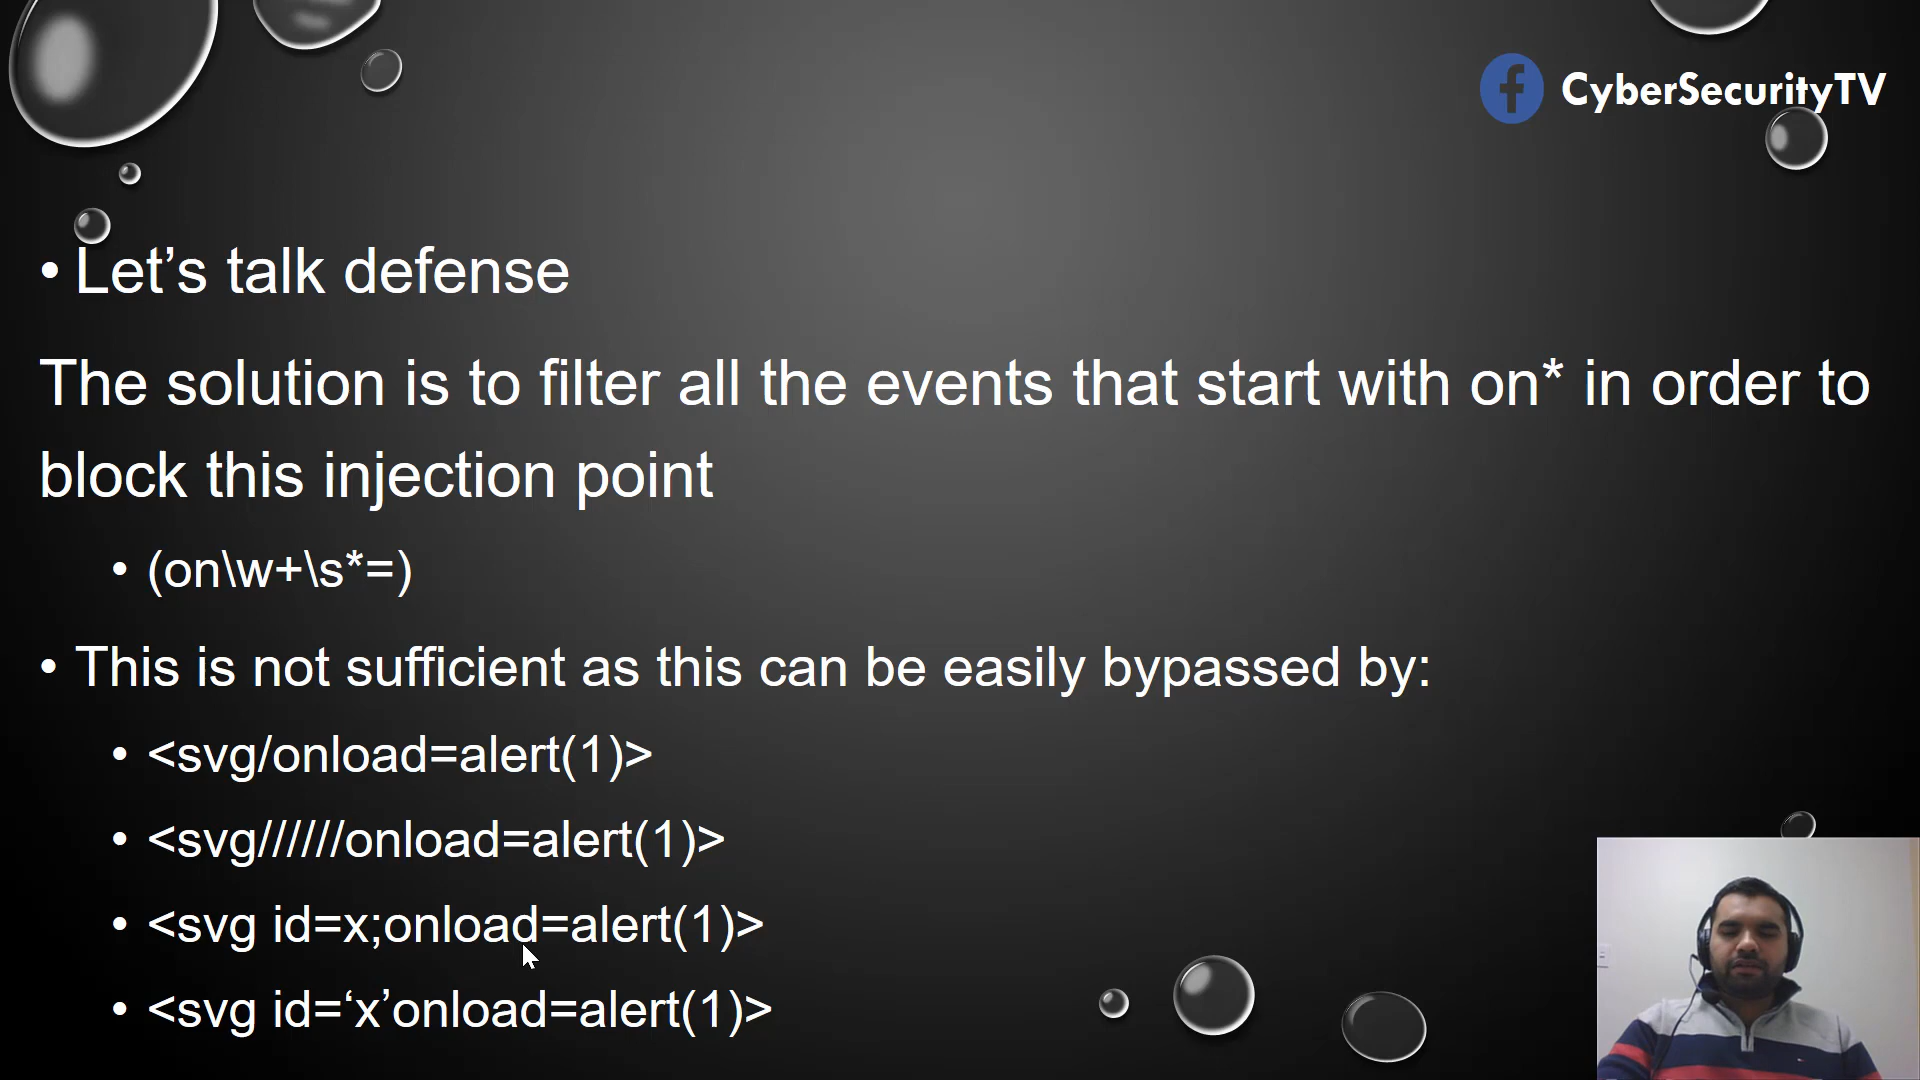 CyberSecurityTV
• Let’s talk defense
The solution is to filter all the events that start with on* in order to
block this injection point
• (on\w+\s*=)
• This is not sufficient as this can be easily bypassed by:
• <svg/onload=alert(1)>
• <svg//////onload=alert(1)>
• <svg id=x;onload=alert(1)>
• <svg id=‘x’onload=alert(1)>